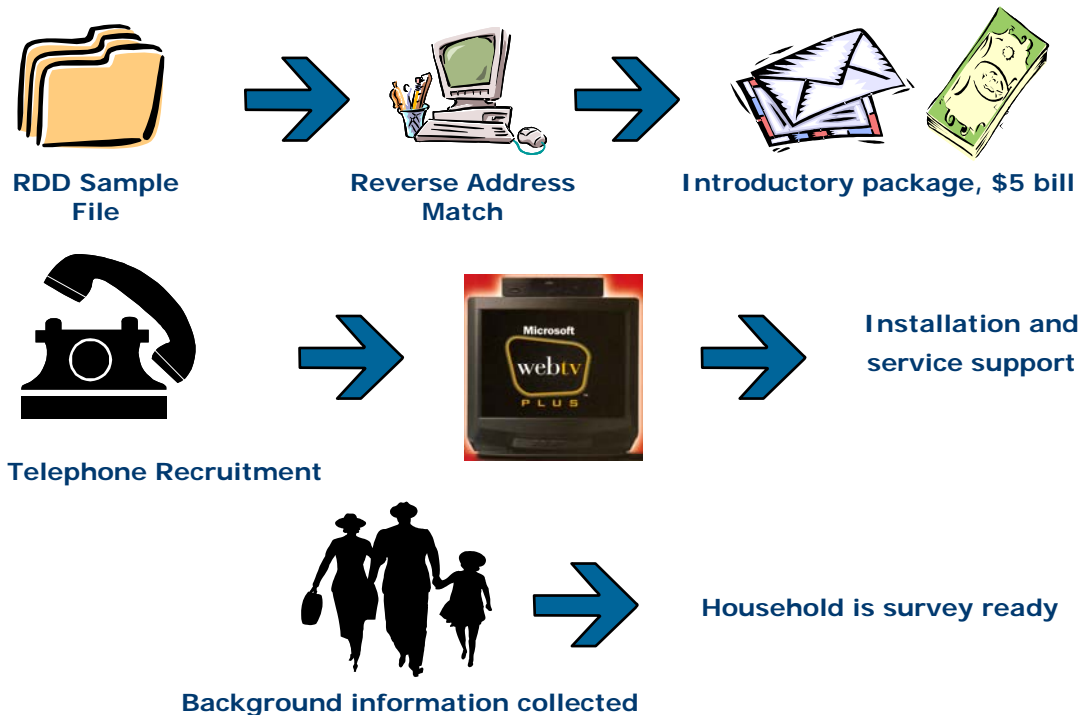 RDD Sample
File
Reverse Address
Match
Introductory package, $5 bill
Microsoft
webtv
PLUS
Installation and
service support
Telephone Recruitment
Household is survey ready
Background information collected